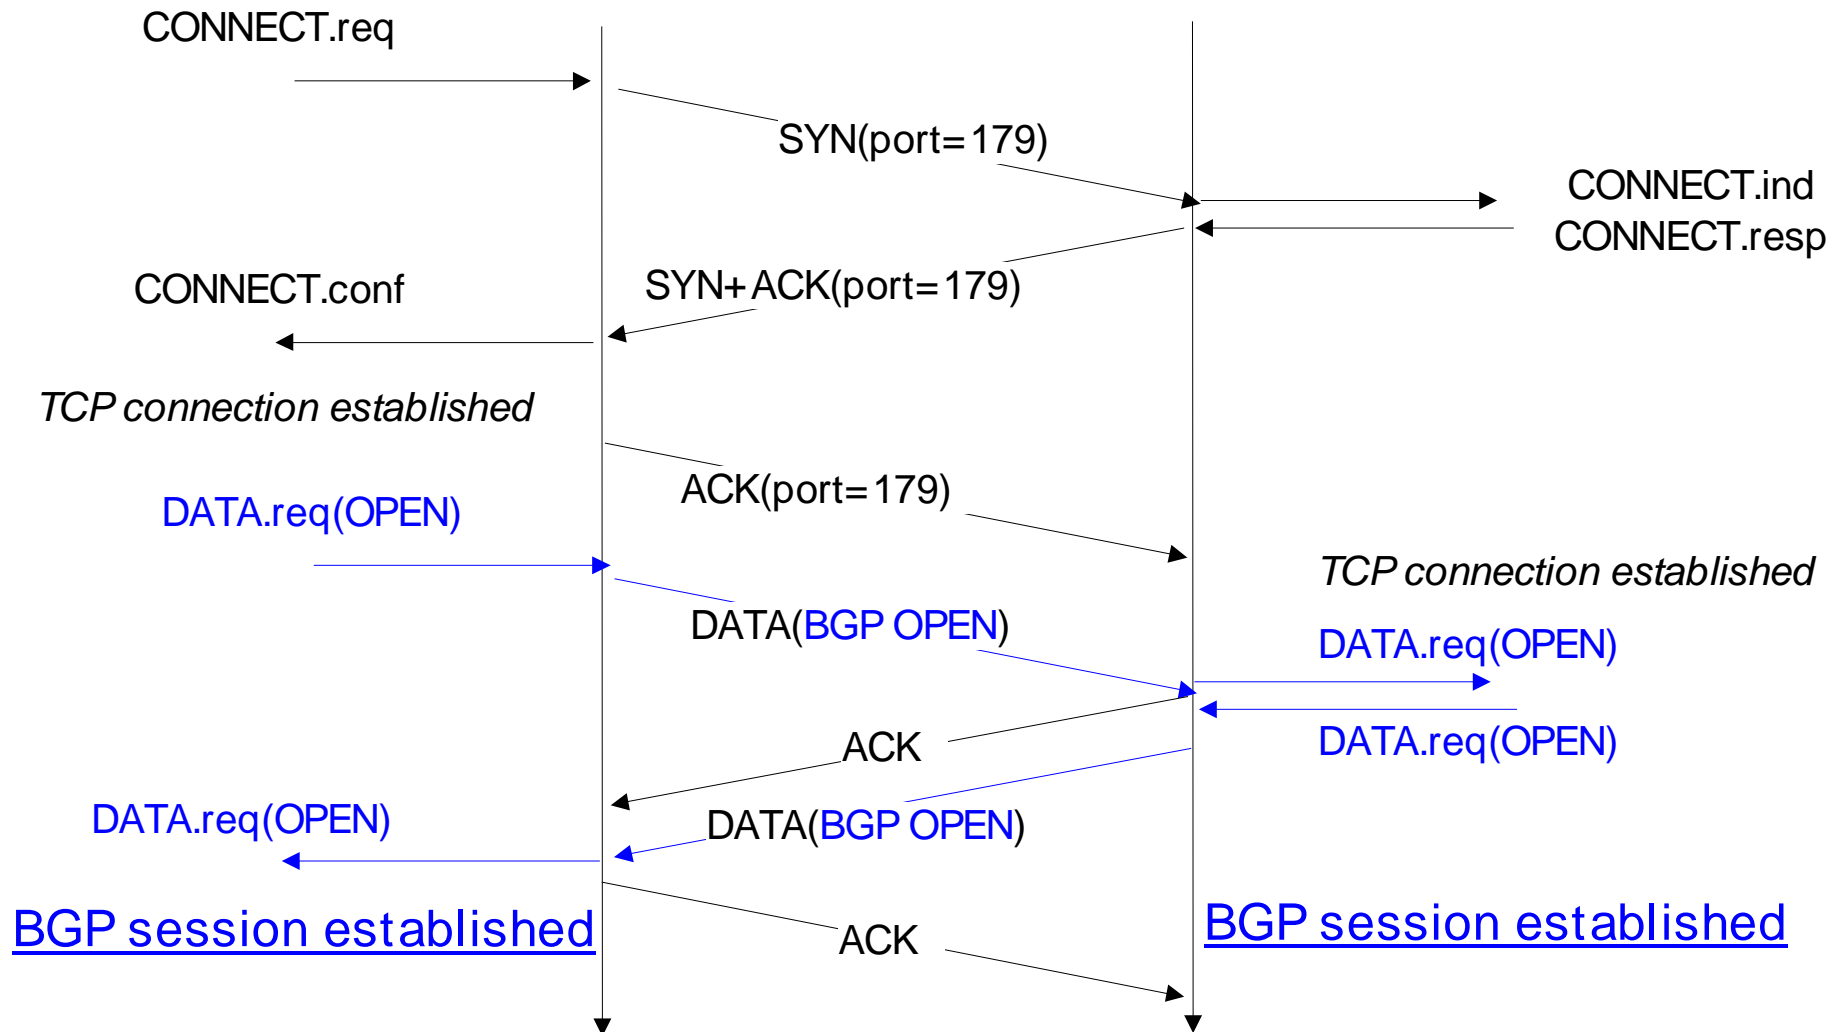 CONNECT.req
SYN(port=179)
CONNECT.ind
CONNECT.resp
CONNECT.conf
SYN+ACK(port=179)
TCP connection established
ACK(port=179)
DATA.req(OPEN)
TCP connection established
DATA(BGP OPEN)
DATA.req(OPEN)
ACK
DATA.req(OPEN)
DATA.req(OPEN)
DATA(BGP OPEN)
BGP session established
BGP session established
ACK